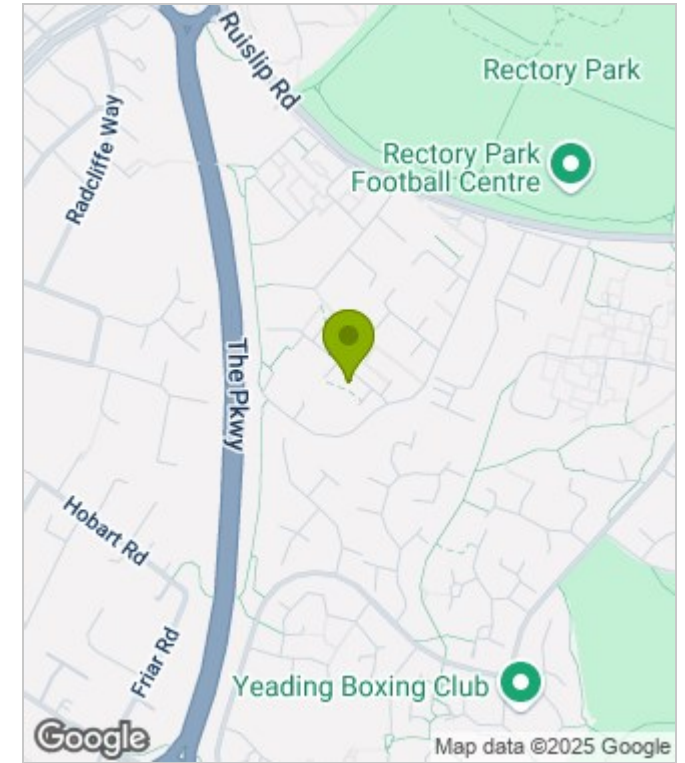 Ruislip Rd
Rectory Park
Radcliffe Way
Rectory Park
Football Centre
The Pkwy
Hobart Rd
Friar Rd
Yeading Boxing Club
Google
Map data ©2025 Google